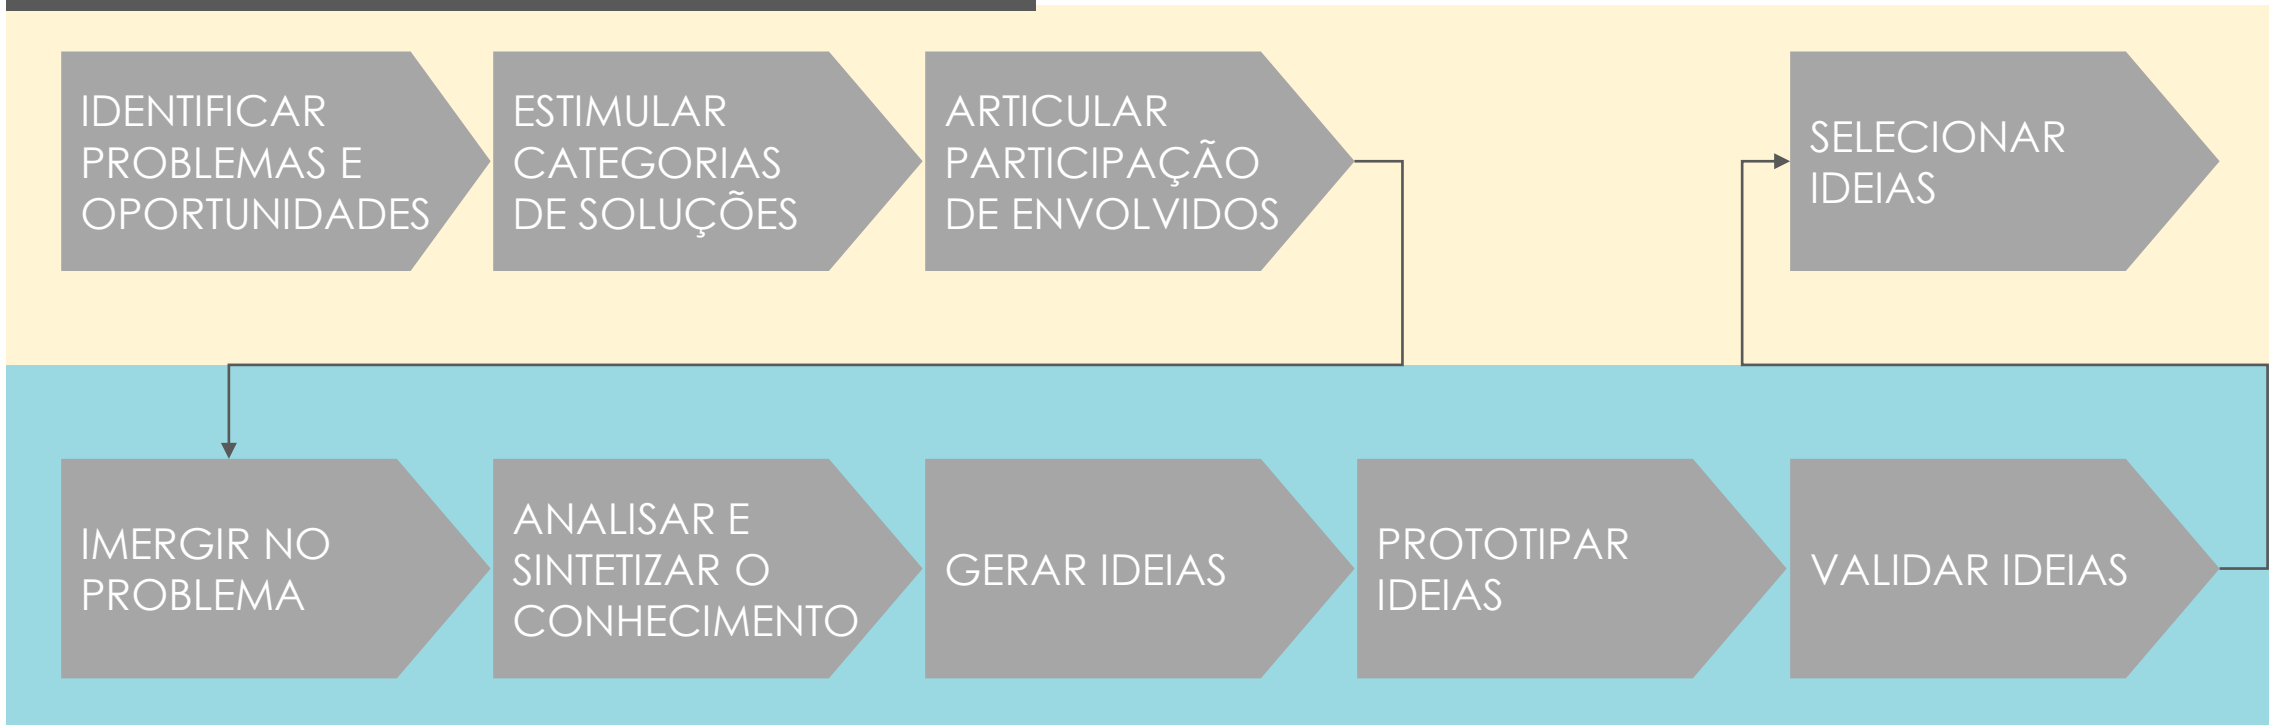 IDENTIFICAR
PROBLEMAS E
OPORTUNIDADES
ESTIMULAR
CATEGORIAS
DE SOLUÇÕES
ARTICULAR
PARTICIPAÇÃO
DE ENVOLVIDOS
SELECIONAR
IDEIAS
IMERGIR NO
PROBLEMA
ANALISAR E
SINTETIZAR O
CONHECIMENTO
GERAR IDEIAS
PROTOTIPAR
IDEIAS
VALIDAR IDEIAS